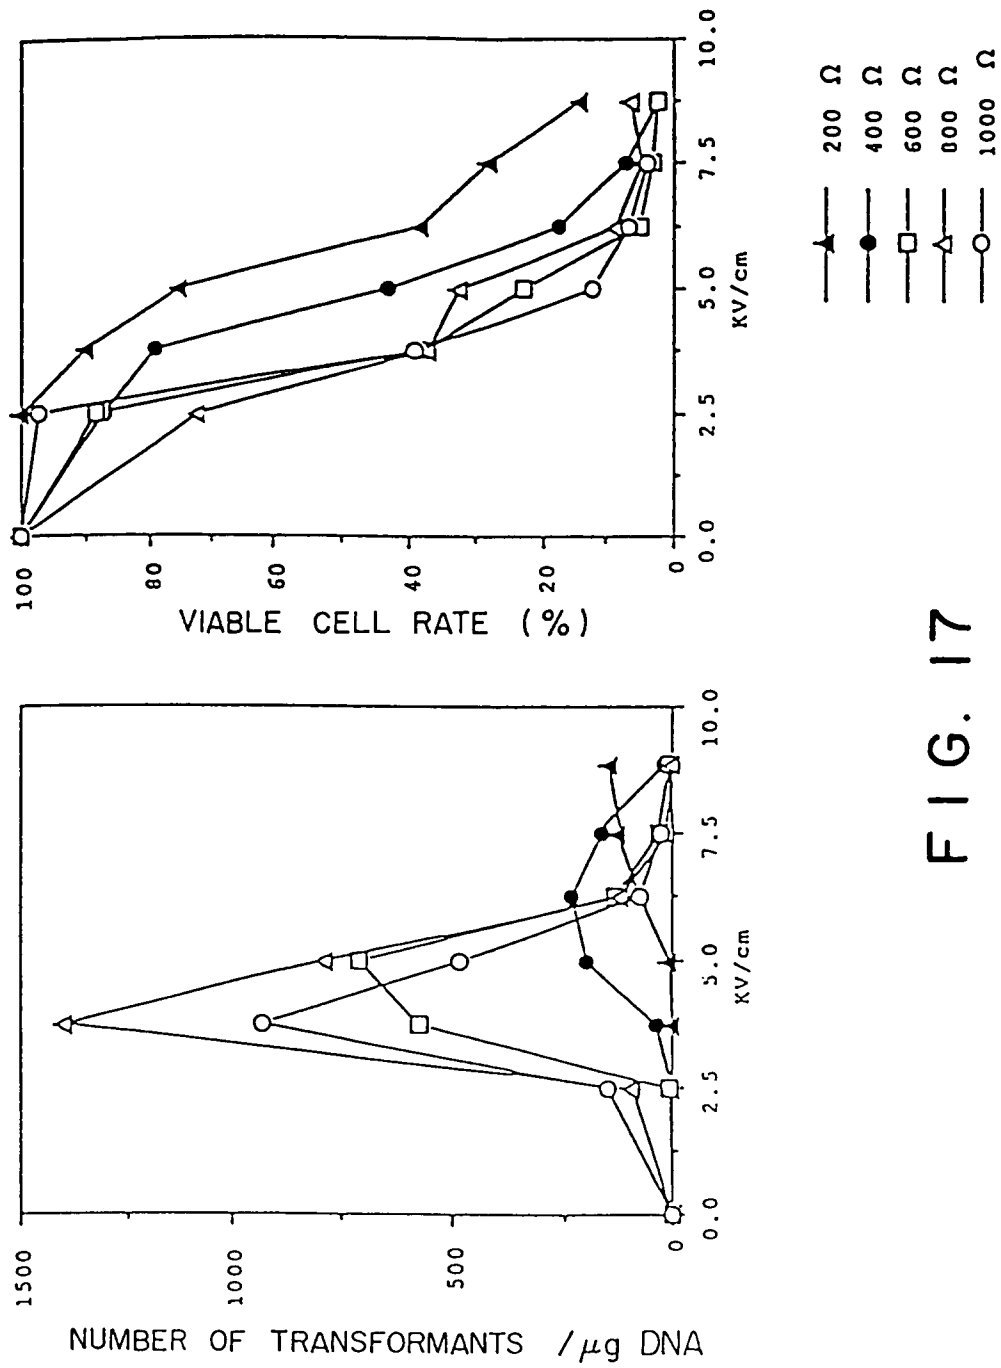 NUMBER OF TRANSFORMANTS /μg DNA
1500
1000
500
0
0.0
2.5
5.0
7.5
10.0
KV/cm
VIABLE CELL RATE (%)
100
80
60
40
20
0
0.0
2.5
5.0
7.5
10.0
KV/cm
200 Ω
400 Ω
600 Ω
800 Ω
1000 Ω
FIG. 17